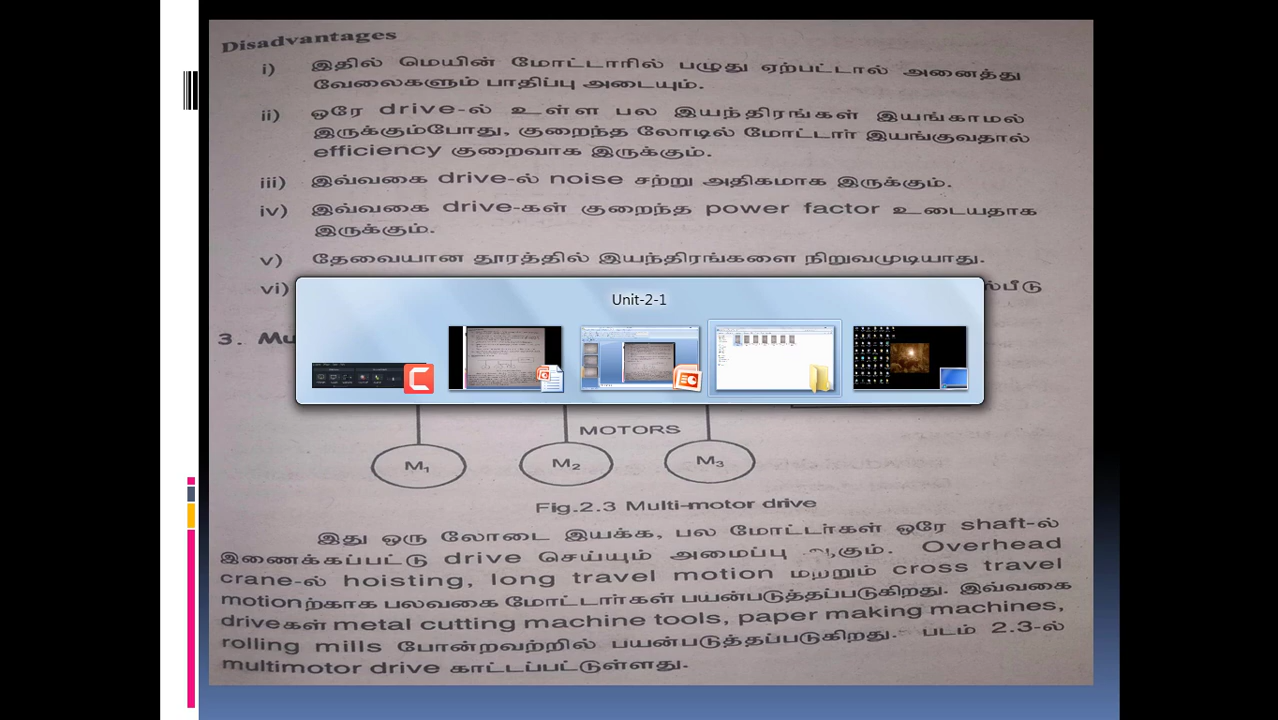 Disadvantages
i) இதில் மெயின் மோட்டாரில் பழுது ஏற்பட்டால் அனைத்து
வேலைகளும் பாதிப்பு அடையும்.
ii) ஒரே drive-ல் உள்ள பல இயந்திரங்கள் இயங்காமல்
இருக்கும்போது, குறைந்த லோடில் மோட்டார் இயங்குவதால்
efficiency குறைவாக இருக்கும்.
iii) இவ்வகை drive-ல் noise சற்று அதிகமாக இருக்கும்.
iv) இவ்வகை drive-கள் குறைந்த power factor உடையதாக
இருக்கும்.
v) தேவையான தூரத்தில் இயந்திரங்களை நிறுவமுடியாது.
vi)
Unit-2-1
3. Mu
MOTORS
M1 M2 M3
Fig.2.3 Multi-motor drive
இது ஒரு லோடை இயக்க, பல மோட்டர்கள் ஒரே shaft-ல்
இணைக்கப்பட்டு drive செய்யும் அமைப்பு ஆகும். Overhead
crane-ல் hoisting, long travel motion மற்றும் cross travel
motionற்காக பலவகை மோட்டார்கள் பயன்படுத்தப்படுகிறது. இவ்வகை
driveகள் metal cutting machine tools, paper making machines,
rolling mills போன்றவற்றில் பயன்படுத்தப்படுகிறது. படம் 2.3-ல்
multimotor drive காட்டப்பட்டுள்ளது.